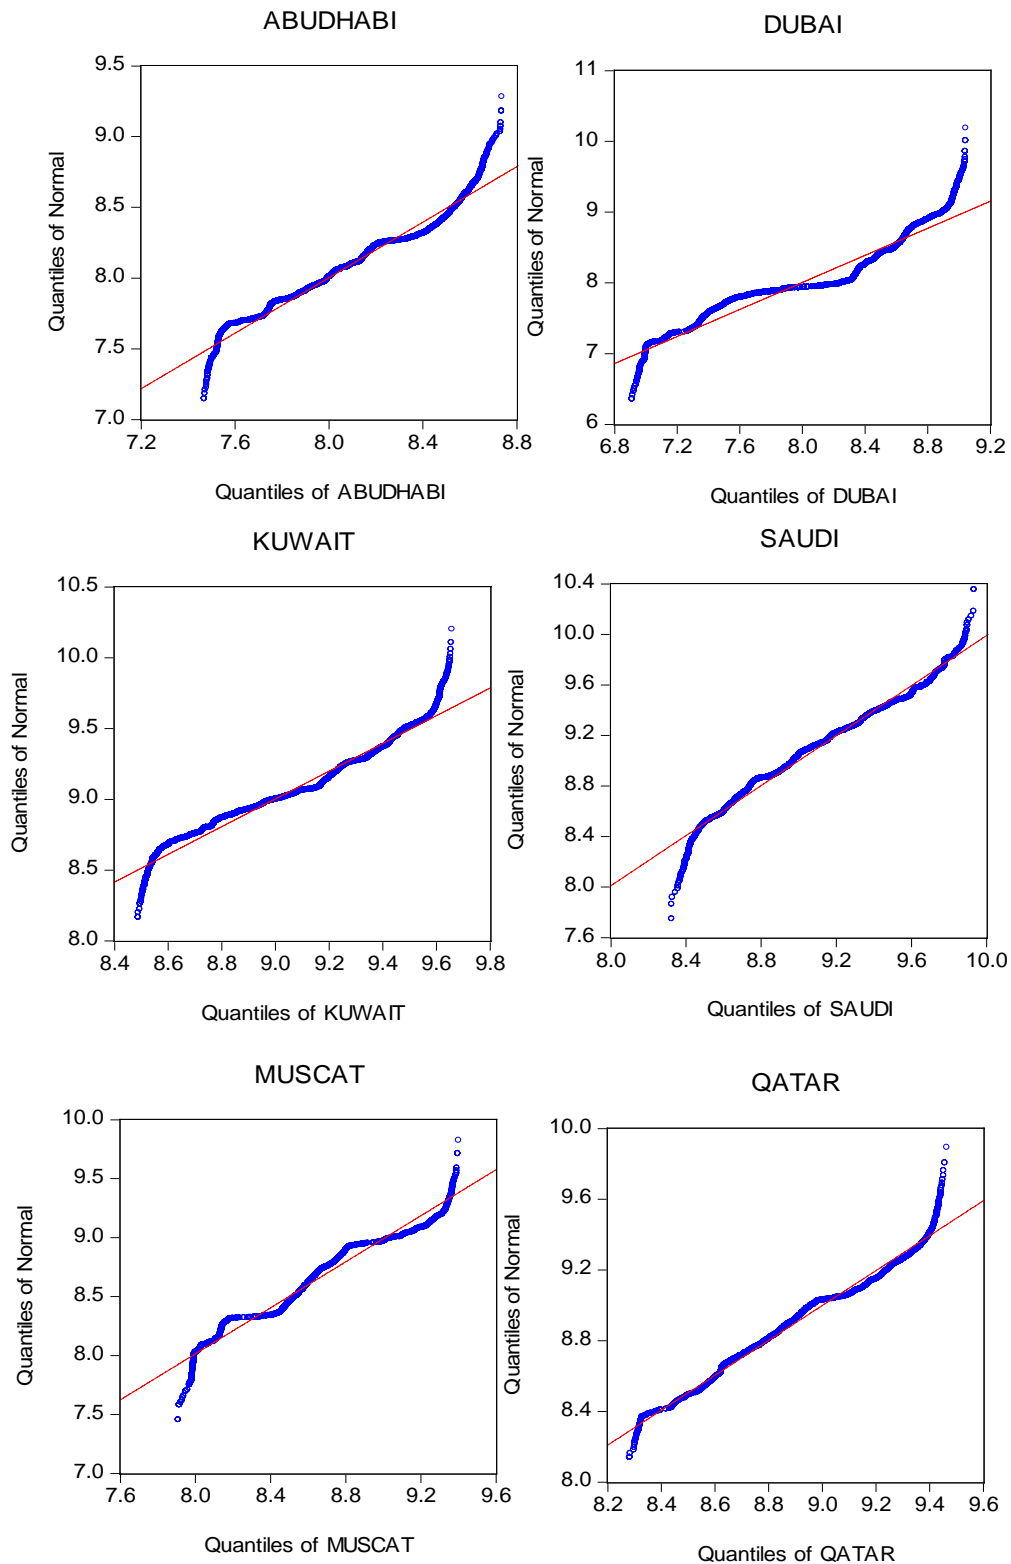 ABUDHABI
Quantiles of Normal
9.5
9.0
8.5
8.0
7.5
7.0
7.2 7.6 8.0 8.4 8.8
Quantiles of ABUDHABI
DUBAI
Quantiles of Normal
11
10
9
8
7
6
6.8 7.2 7.6 8.0 8.4 8.8 9.2
Quantiles of DUBAI
KUWAIT
Quantiles of Normal
10.5
10.0
9.5
9.0
8.5
8.0
8.4 8.6 8.8 9.0 9.2 9.4 9.6 9.8
Quantiles of KUWAIT
SAUDI
Quantiles of Normal
10.4
10.0
9.6
9.2
8.8
8.4
8.0
7.6
8.0 8.4 8.8 9.2 9.6 10.0
Quantiles of SAUDI
MUSCAT
Quantiles of Normal
10.0
9.5
9.0
8.5
8.0
7.5
7.0
7.6 8.0 8.4 8.8 9.2 9.6
Quantiles of MUSCAT
QATAR
Quantiles of Normal
10.0
9.6
9.2
8.8
8.4
8.0
8.2 8.4 8.6 8.8 9.0 9.2 9.4 9.6
Quantiles of QATAR